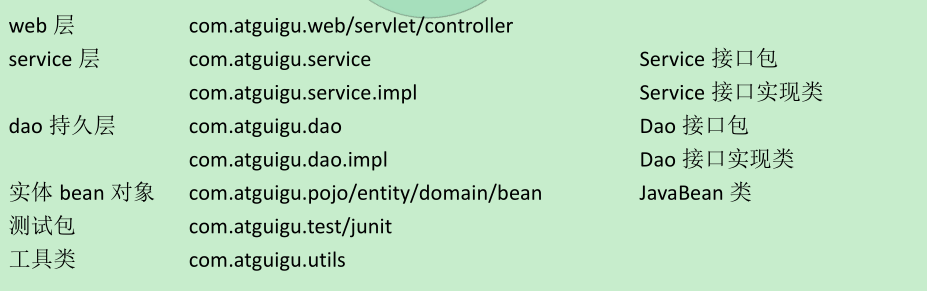 web 层 com.atguigu.web/servlet/controller
service 层 com.atguigu.service Service 接口包
com.atguigu.service.impl Service 接口实现类
dao 持久层 com.atguigu.dao Dao 接口包
com.atguigu.dao.impl Dao 接口实现类
实体 bean 对象 com.atguigu.pojo/entity/domain/bean JavaBean 类
测试包 com.atguigu.test/junit
工具类 com.atguigu.utils